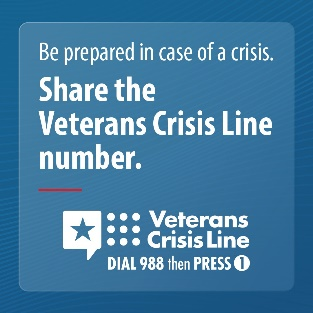 Be prepared in case of a crisis.
Share the
Veterans Crisis Line
number.
Veterans
Crisis Line
DIAL 988 then PRESS 1